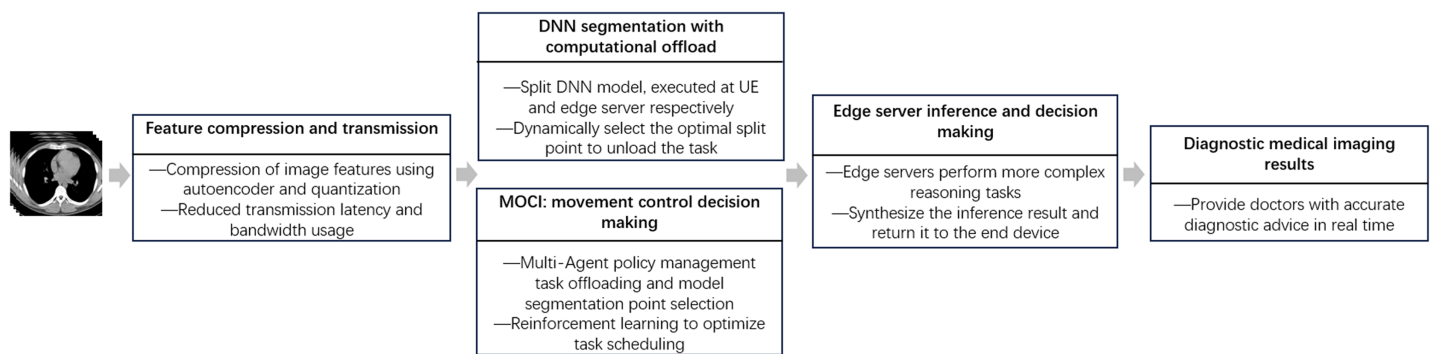 Feature compression and transmission
—Compression of image features using
autoencoder and quantization
—Reduced transmission latency and
bandwidth usage
DNN segmentation with
computational offload
—Split DNN model, executed at UE
and edge server respectively
—Dynamically select the optimal split
point to unload the task
MOCI: movement control decision
making
—Multi-Agent policy management
task offloading and model
segmentation point selection
—Reinforcement learning to optimize
task scheduling
Edge server inference and decision
making
—Edge servers perform more complex
reasoning tasks
—Synthesize the inference result and
return it to the end device
Diagnostic medical imaging
results
—Provide doctors with accurate
diagnostic advice in real time